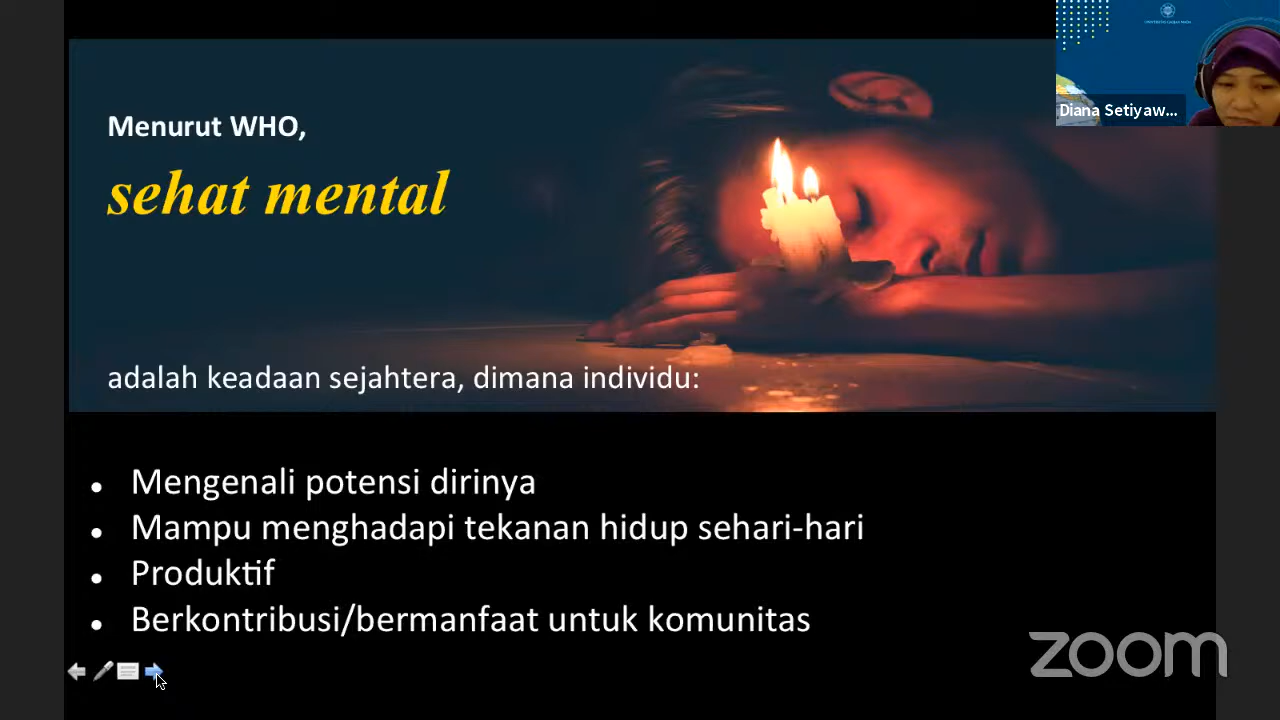 Menurut WHO,
sehat mental
adalah keadaan sejahtera, dimana individu:
• Mengenali potensi dirinya
• Mampu menghadapi tekanan hidup sehari-hari
• Produktif
• Berkontribusi/bermanfaat untuk komunitas
Diana Setiyaw...
zoom